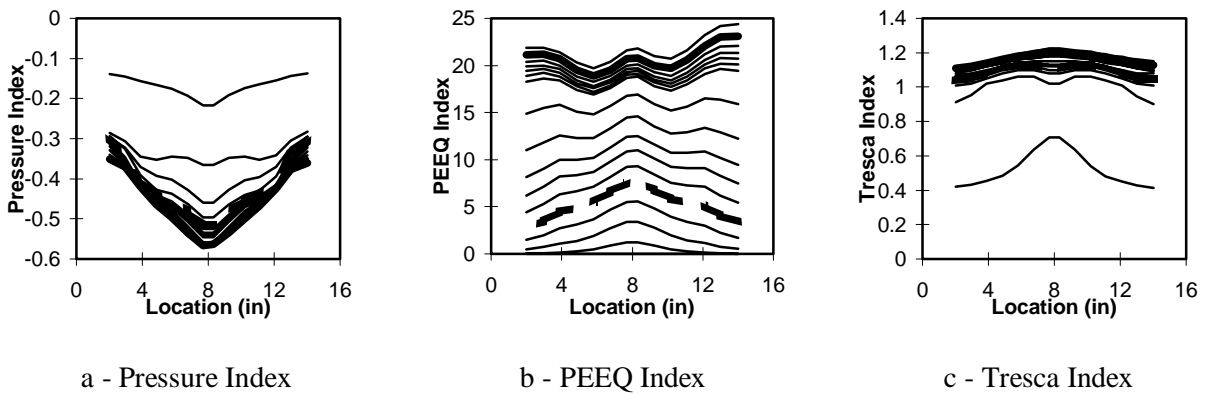 0
-0.1
-0.2
-0.3
-0.4
-0.5
-0.6
Pressure Index
0 4 8 12 16
Location (in)
25
20
15
10
5
0
PEEQ Index
0 4 8 12 16
Location (in)
1.4
1.2
1
0.8
0.6
0.4
0.2
0
Tresca Index
0 4 8 12 16
Location (in)
a - Pressure Index
b - PEEQ Index
c - Tresca Index